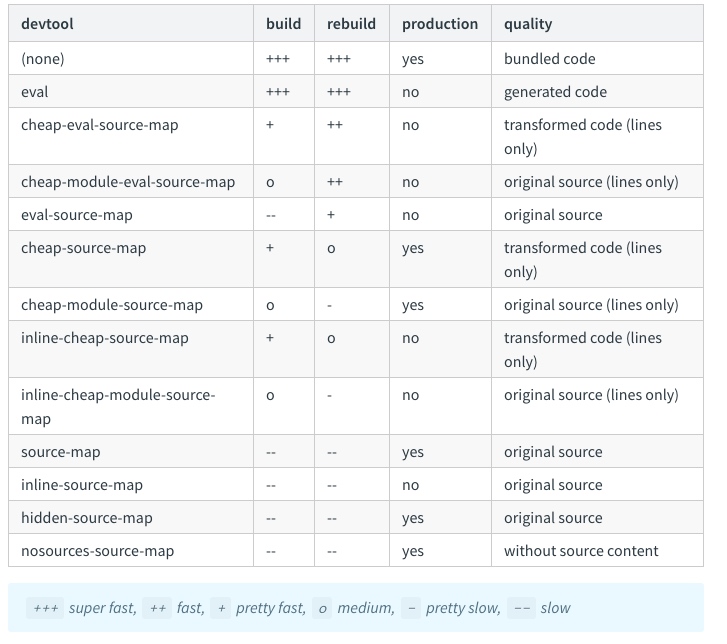 devtool build rebuild production quality
(none) +++ +++ yes bundled code
eval +++ +++ no generated code
cheap-eval-source-map + ++ no transformed code (lines
only)
cheap-module-eval-source-map o ++ no original source (lines only)
eval-source-map -- + no original source
cheap-source-map + o yes transformed code (lines
only)
cheap-module-source-map o - yes original source (lines only)
inline-cheap-source-map + o no transformed code (lines
only)
inline-cheap-module-source- o - no original source (lines only)
map
source-map -- -- yes original source
inline-source-map -- -- no original source
hidden-source-map -- -- yes original source
nosources-source-map -- -- yes without source content
+++ super fast, ++ fast, + pretty fast, o medium, - pretty slow, -- slow